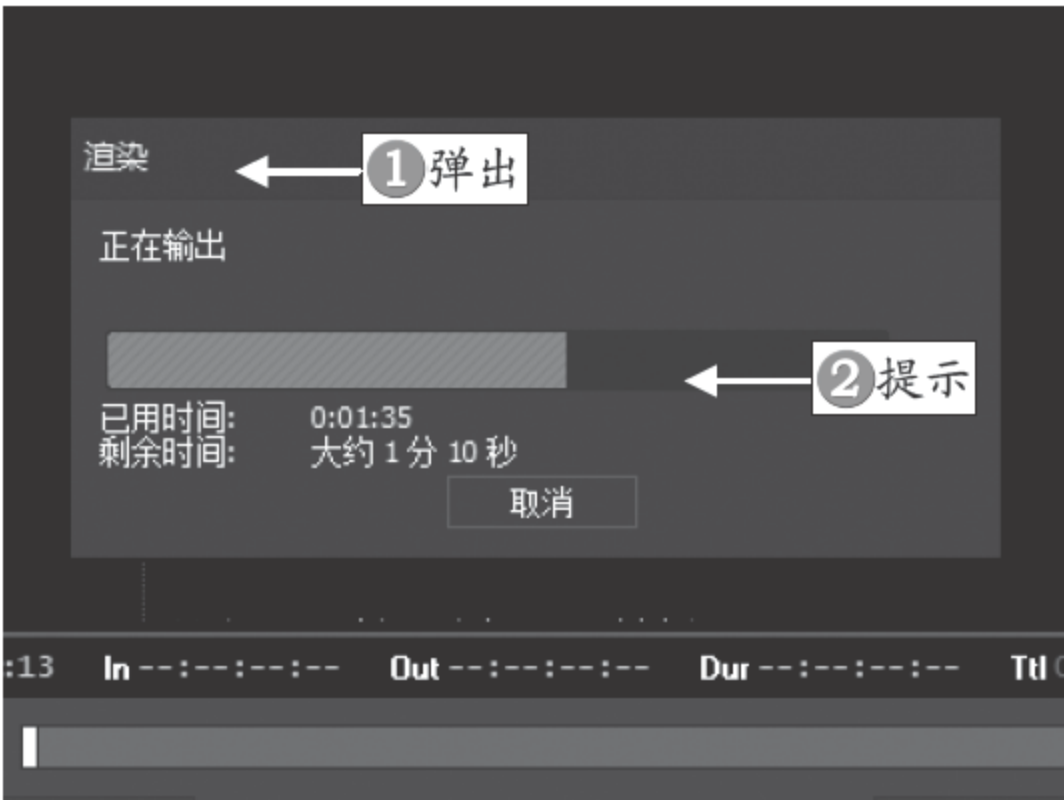 渲染
1弹出
正在输出
2提示
已用时间: 0:01:35
剩余时间: 大约 1 分 10 秒
取消
:13 In --:--:--:-- Out --:--:--:-- Dur --:--:--:-- Ttl